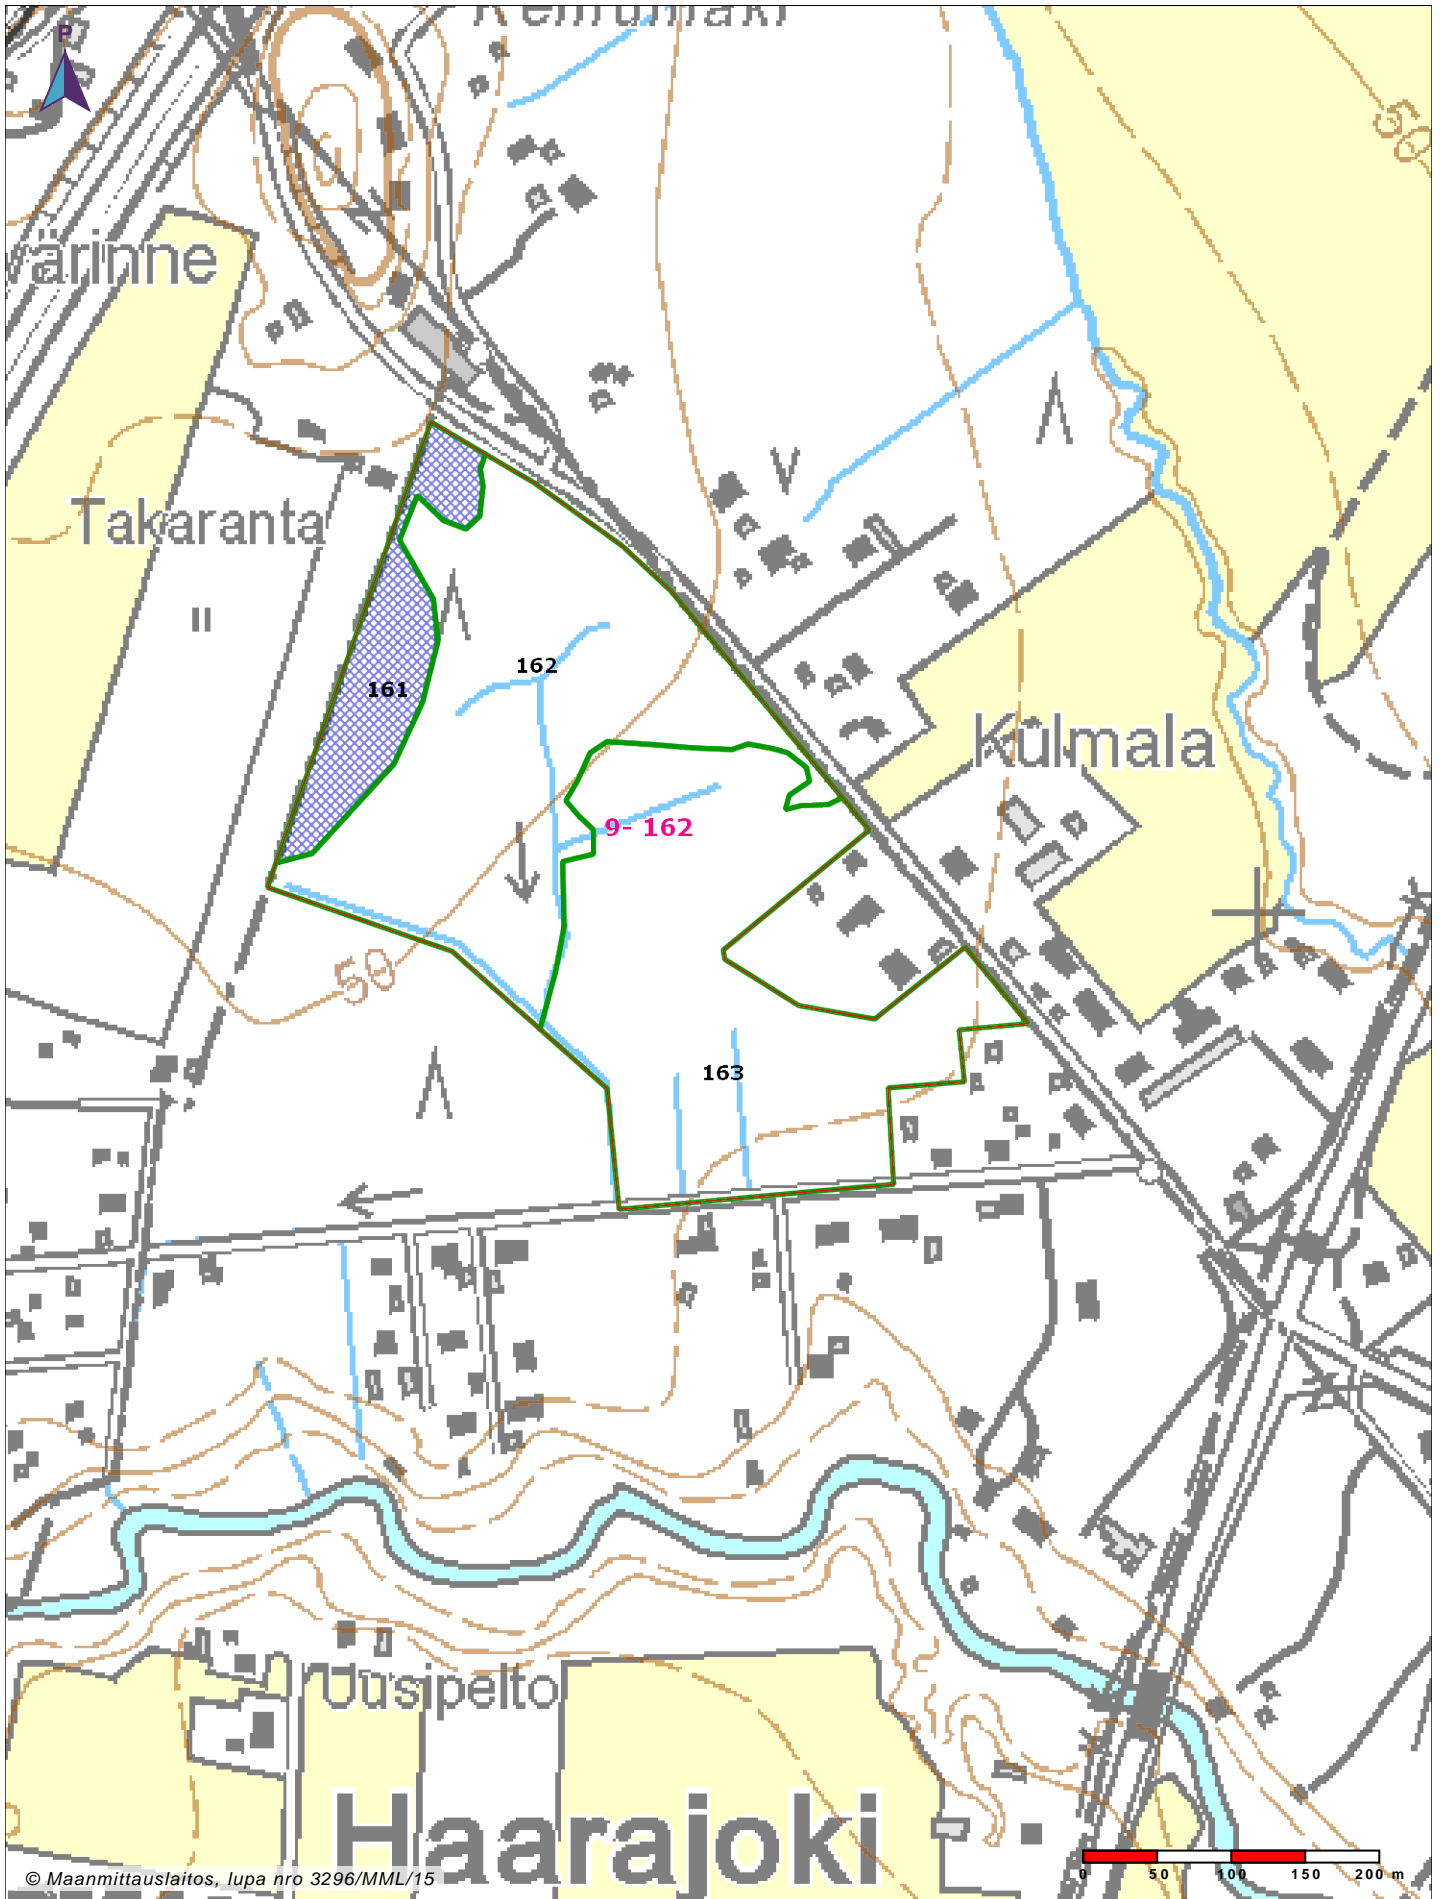 P
ärinne
50
Takaranta
162
161
Kulmala
9- 162
50
163
Uusipelto
Haarajoki
0 50 100 150 200 m
© Maanmittauslaitos, lupa nro 3296/MML/15